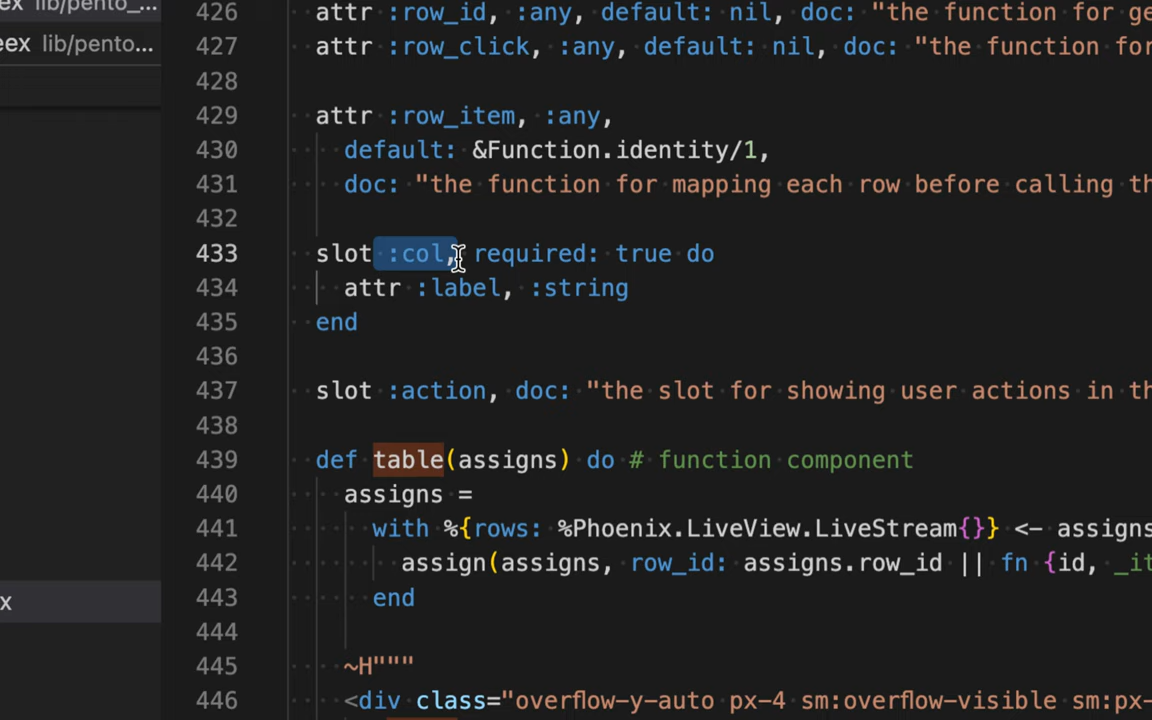 ex lib/pento_...
eex lib/pento...
x
426 attr :row_id, :any, default: nil, doc: "the function for ge
427 attr :row_click, :any, default: nil, doc: "the function for
428
429 attr :row_item, :any,
430 default: &Function.identity/1,
431 doc: "the function for mapping each row before calling th
432
433 slot :col, required: true do
434 attr :label, :string
435 end
436
437 slot :action, doc: "the slot for showing user actions in th
438
439 def table(assigns) do # function component
440 assigns =
441 with %{rows: %Phoenix.LiveView.LiveStream{}} <- assigns
442 assign(assigns, row_id: assigns.row_id || fn {id, _it
443 end
444
445 ~H"""
446 <div class="overflow-y-auto px-4 sm:overflow-visible sm:px-